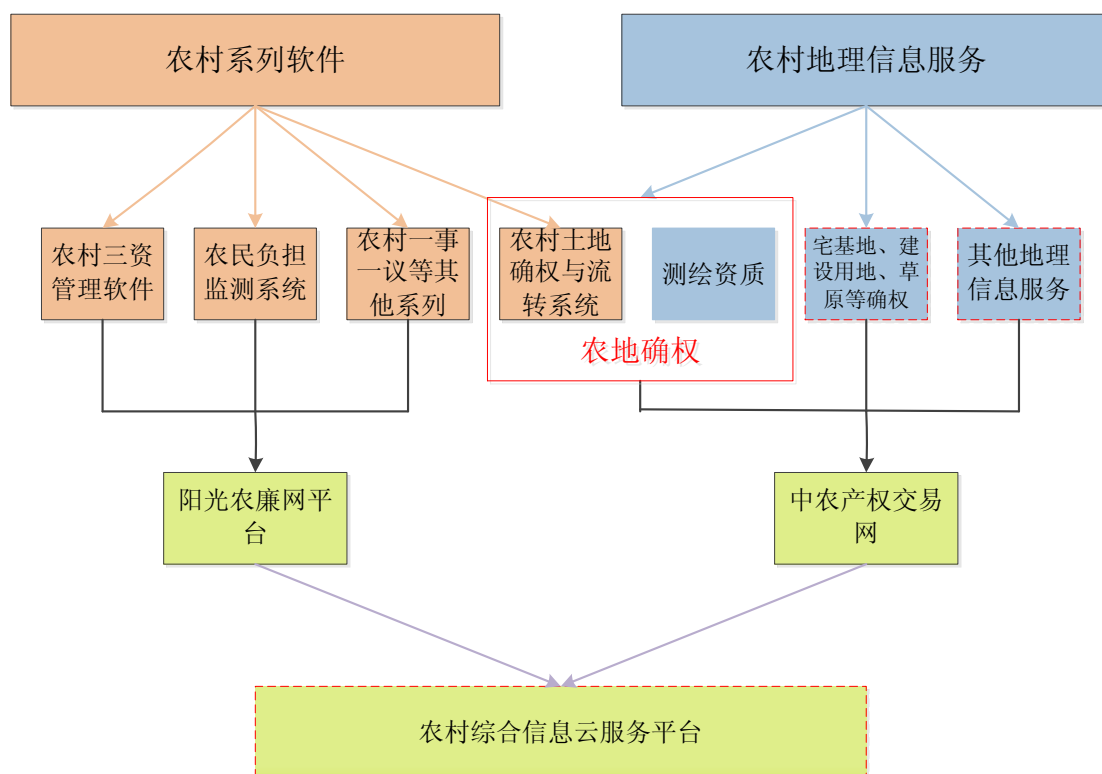 农村系列软件
农村地理信息服务
农村三资
管理软件
农民负担
监测系统
农村一事
一议等其
他系列
农村土地
确权与流
转系统
测绘资质
农地确权
宅基地、建
设用地、草
原等确权
其他地理
信息服务
阳光农廉网平
台
中农产权交易
网
农村综合信息云服务平台